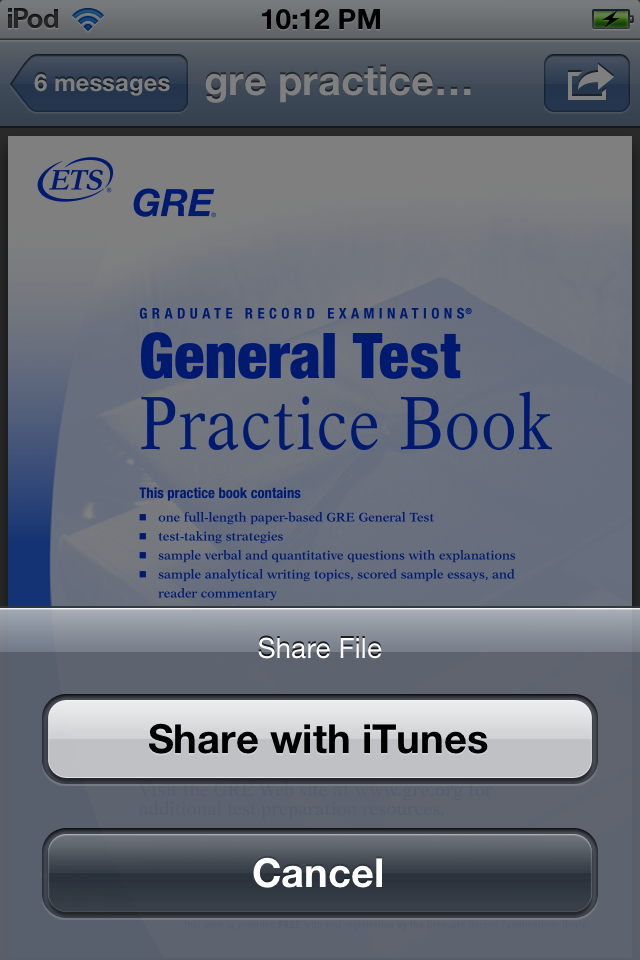 iPod 10:12 PM
6 messages gre practice...
ETS®
GRE®
GRADUATE RECORD EXAMINATIONS®
General Test
Practice Book
This practice book contains
■ one full-length paper-based GRE General Test
■ test-taking strategies
■ sample verbal and quantitative questions with explanations
■ sample analytical writing topics, scored sample essays, and
reader commentary
Share File
Share with iTunes
Visit the GRE Web site at www.gre.org for
additional test preparation resources.
Cancel